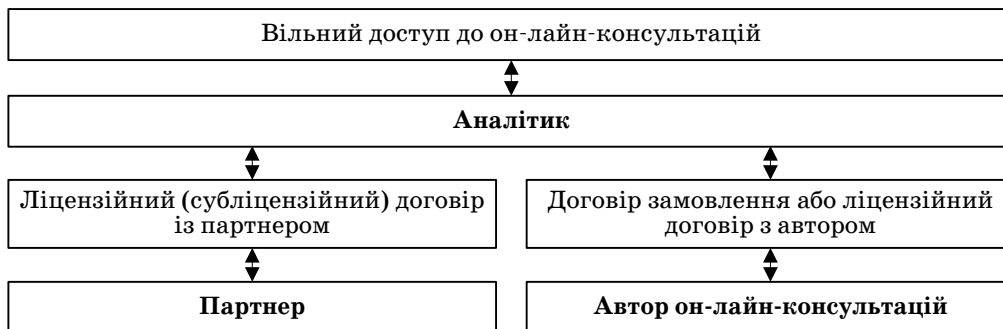 Вільний доступ до он-лайн-консультацій
Аналітик
Ліцензійний (субліцензійний) договір
із партнером
Договір замовлення або ліцензійний
договір з автором
Партнер
Автор он-лайн-консультацій